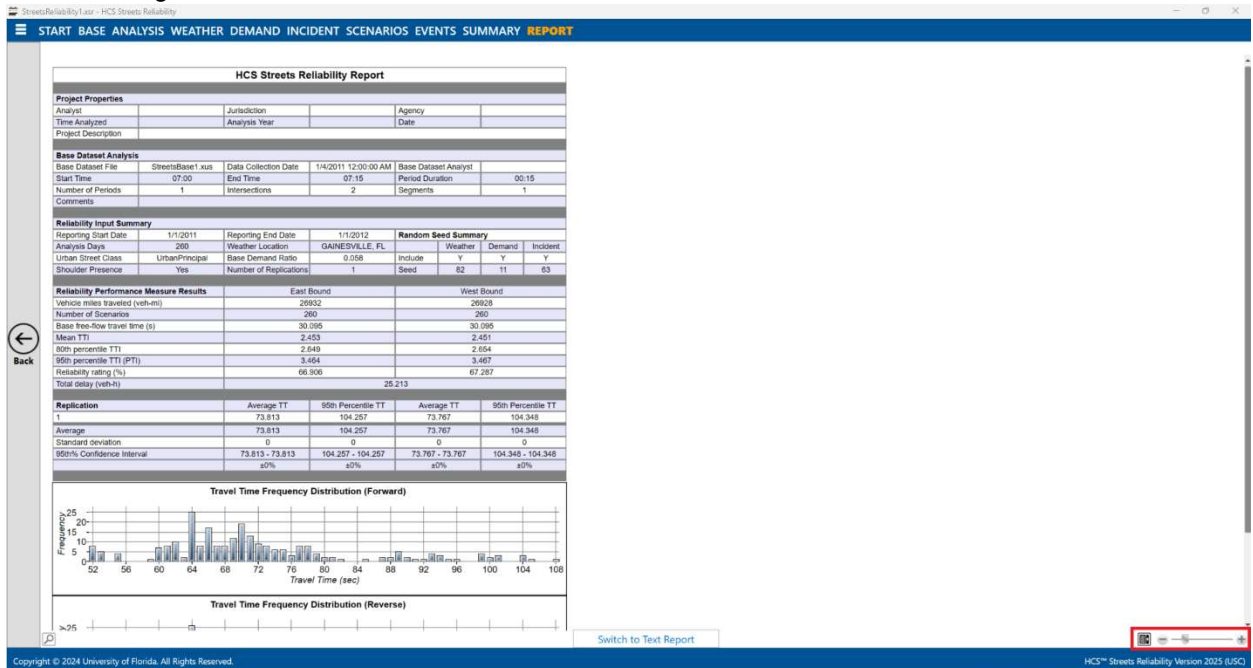 StreetsReliability1.xsr - HCS Streets Reliability
START BASE ANALYSIS WEATHER DEMAND INCIDENT SCENARIOS EVENTS SUMMARY REPORT
HCS Streets Reliability Report
Project Properties
Analyst Jurisdiction Agency
Time Analyzed Analysis Year Date
Project Description
Base Dataset Analysis
Base Dataset File StreetsBase1.xus Data Collection Date 1/4/2011 12:00:00 AM Base Dataset Analyst
Start Time 07:00 End Time 07:15 Period Duration 00:15
Number of Periods 1 Intersections 2 Segments 1
Comments
Reliability Input Summary
Reporting Start Date 1/1/2011 Reporting End Date 1/1/2012 Random Seed Summary
Analysis Days 260 Weather Location GAINESVILLE, FL Weather Demand Incident
Urban Street Class UrbanPrincipal Base Demand Ratio 0.058 Include Y Y Y
Shoulder Presence Yes Number of Replications 1 Seed 82 11 63
Reliability Performance Measure Results East Bound West Bound
Vehicle miles traveled (veh-mi) 26932 26928
Number of Scenarios 260 260
Base free-flow travel time (s) 30.095 30.095
Mean TTI 2.453 2.451
80th percentile TTI 2.649 2.654
95th percentile TTI (PTI) 3.464 3.467
Reliability rating (%) 66.906 67.287
Total delay (veh-h) 25.213
Back
Replication Average TT 95th Percentile TT Average TT 95th Percentile TT
1 73.813 104.257 73.767 104.348
Average 73.813 104.257 73.767 104.348
Standard deviation 0 0 0 0
95th% Confidence Interval 73.813 - 73.813 104.257 - 104.257 73.767 - 73.767 104.348 - 104.348
±0% ±0% ±0% ±0%
Travel Time Frequency Distribution (Forward)
Frequency
25
20
15
10
5
0
52 56 60 64 68 72 76 80 84 88 92 96 100 104 108
Travel Time (sec)
Travel Time Frequency Distribution (Reverse)
25
Switch to Text Report
Copyright © 2024 University of Florida. All Rights Reserved. HCS™ Streets Reliability Version 2025 (USC)